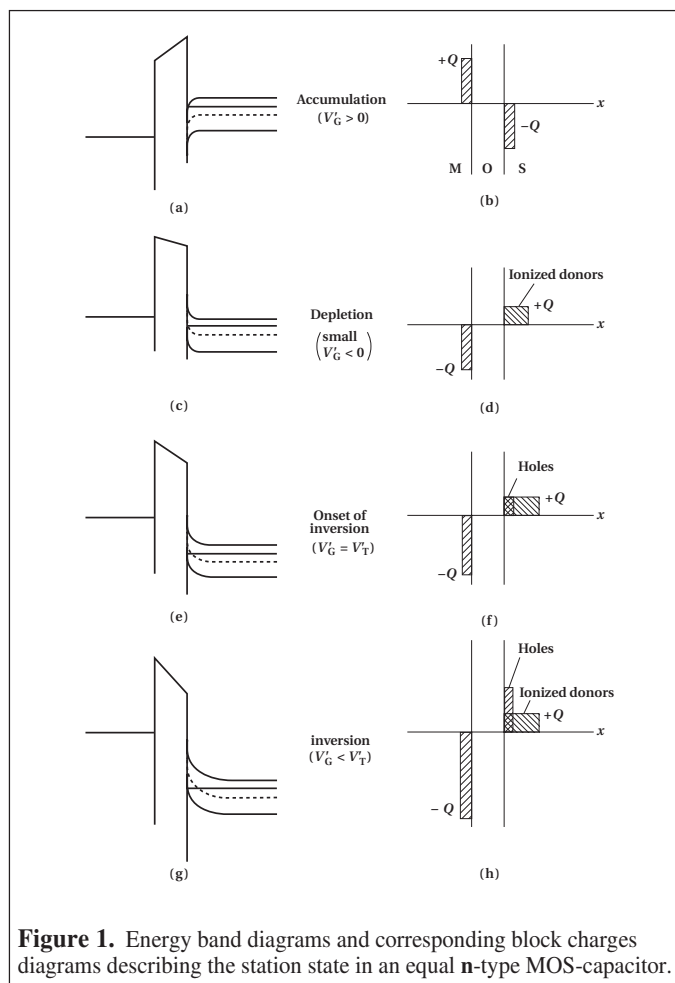 +Q
Accumulation
(V′G > 0)
x
–Q
M O S
(a)
(b)
Ionized donors
Depletion
+Q
(small
V′G < 0)
x
–Q
(c)
(d)
Holes
Onset of
inversion
(V′G = V′T)
+Q
x
–Q
(e)
(f)
Holes
Ionized donors
inversion
(V′G < V′T)
+Q
x
– Q
(g)
(h)
Figure 1. Energy band diagrams and corresponding block charges
diagrams describing the station state in an equal n-type MOS-capacitor.